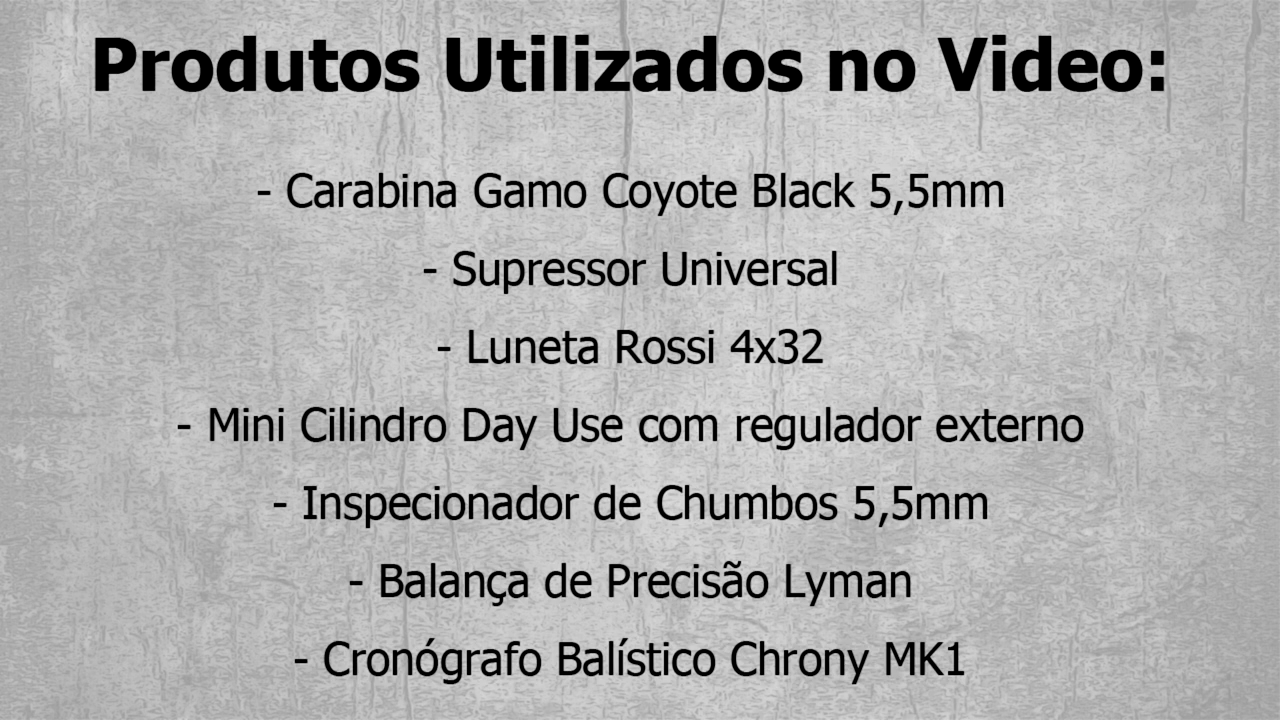 Produtos Utilizados no Video:
- Carabina Gamo Coyote Black 5,5mm
- Supressor Universal
- Luneta Rossi 4x32
- Mini Cilindro Day Use com regulador externo
- Inspecionador de Chumbos 5,5mm
- Balança de Precisão Lyman
- Cronógrafo Balístico Chrony MK1